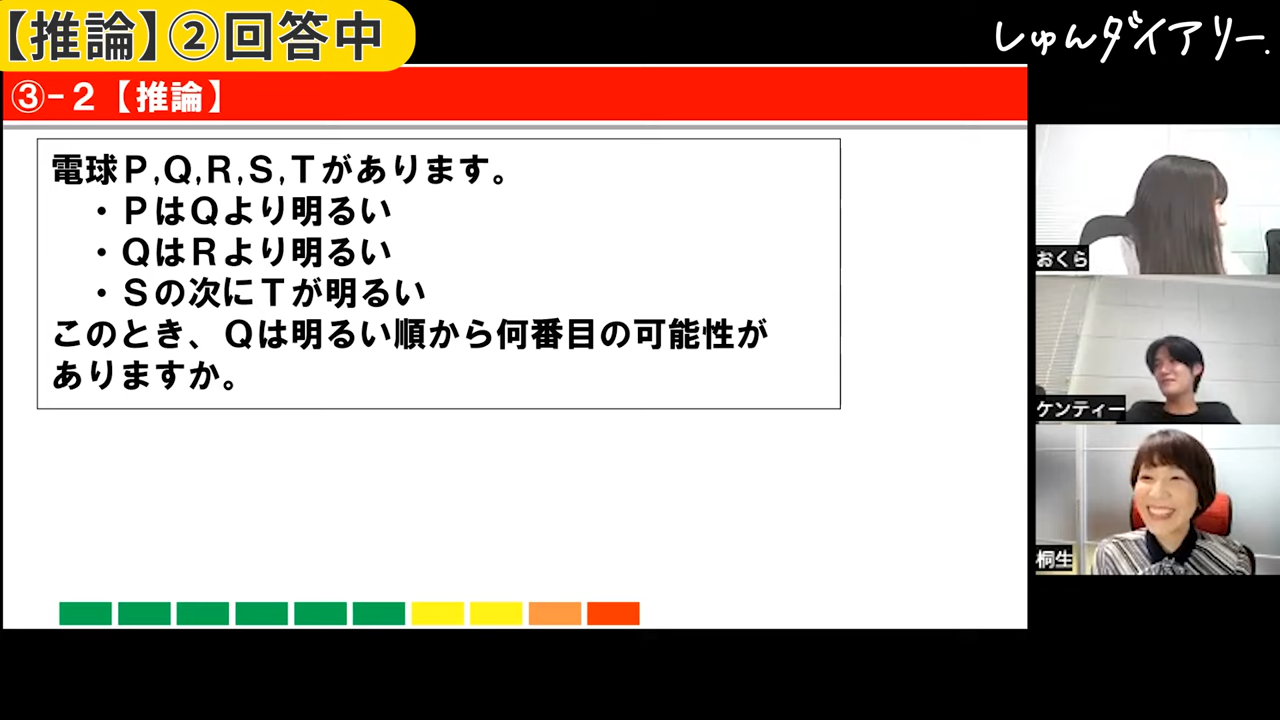 【推論】②回答中
しゅんダイアリー.
③-2【推論】
電球P,Q,R,S,Tがあります。
・PはQより明るい
・QはRより明るい
・Sの次にTが明るい
このとき、Qは明るい順から何番目の可能性が
ありますか。
おくら
ケンティー
桐生